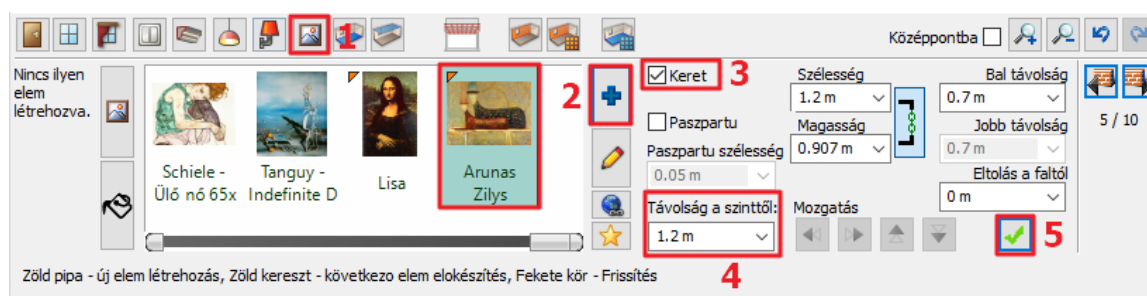 1
Középpontba
Nincs ilyen
elem
létrehozva.
Schiele -
Ülő nő 65x
Tanguy -
Indefinite D
Lisa
Arunas
Zilys
2
Keret
3
Paszpartu
Paszpartu szélesség
0.05 m
Távolság a szinttől:
1.2 m
4
Szélesség
1.2 m
Magasság
0.907 m
Mozgatás
Bal távolság
0.7 m
Jobb távolság
0.7 m
Eltolás a faltól
0 m
5
5 / 10
Zöld pipa - új elem létrehozás, Zöld kereszt - következo elem elokészítés, Fekete kör - Frissítés